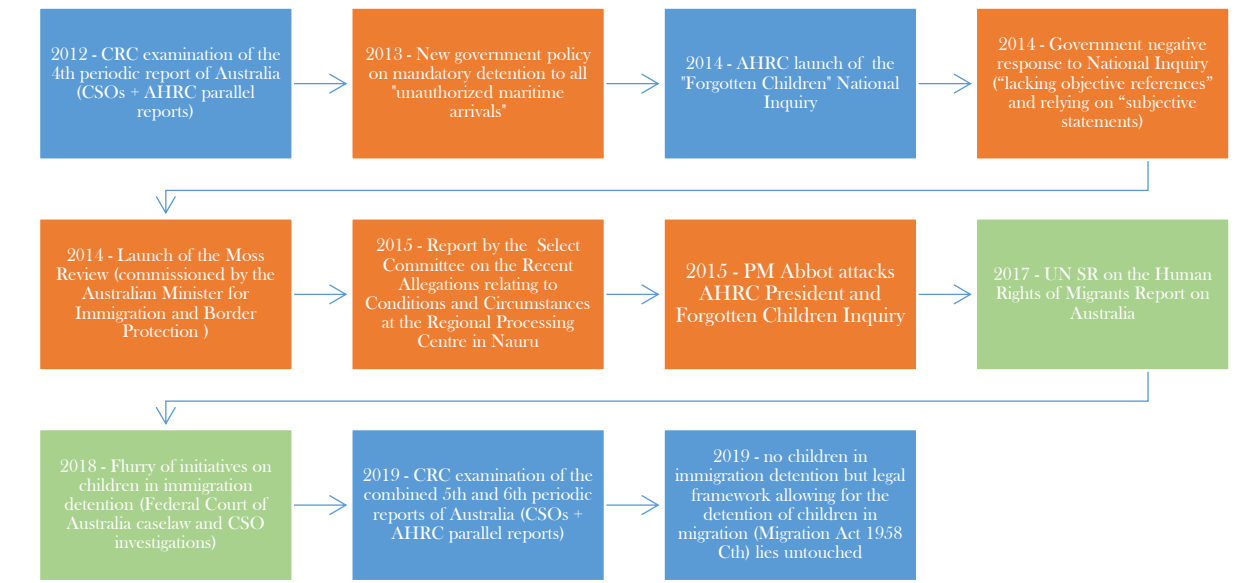 2012 - CRC examination of the
4th periodic report of Australia
(CSOs + AHRC parallel
reports)
2013 - New government policy
on mandatory detention to all
"unauthorized maritime
arrivals"
2014 - AHRC launch of  the
"Forgotten Children" National
Inquiry
2014 - Government negative
response to National Inquiry
(“lacking objective references”
and relying on “subjective
statements)
2014 - Launch of the Moss
Review (commissioned by the
Australian Minister for
Immigration and Border
Protection )
2015 - Report by the  Select
Committee on the Recent
Allegations relating to
Conditions and Circumstances
at the Regional Processing
Centre in Nauru
2015 - PM Abbot attacks
AHRC President and
Forgotten Children Inquiry
2017 - UN SR on the Human
Rights of Migrants Report on
Australia
2018 - Flurry of initiatives on
children in immigration
detention (Federal Court of
Australia caselaw and CSO
investigations)
2019 - CRC examination of the
combined 5th and 6th periodic
reports of Australia (CSOs +
AHRC parallel reports)
2019 - no children in
immigration detention but legal
framework allowing for the
detention of children in
migration (Migration Act 1958
Cth) lies untouched